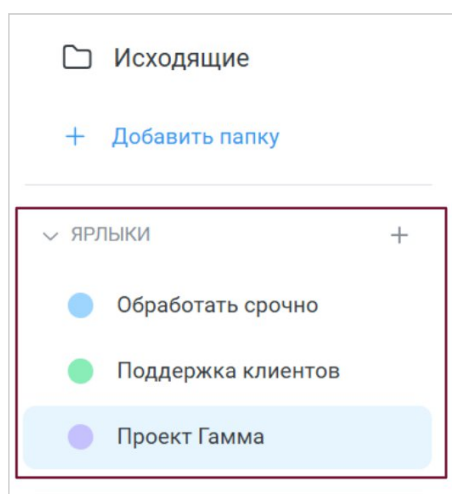 Исходящие
+ Добавить папку
ЯРЛЫКИ +
Обработать срочно
Поддержка клиентов
Проект Гамма